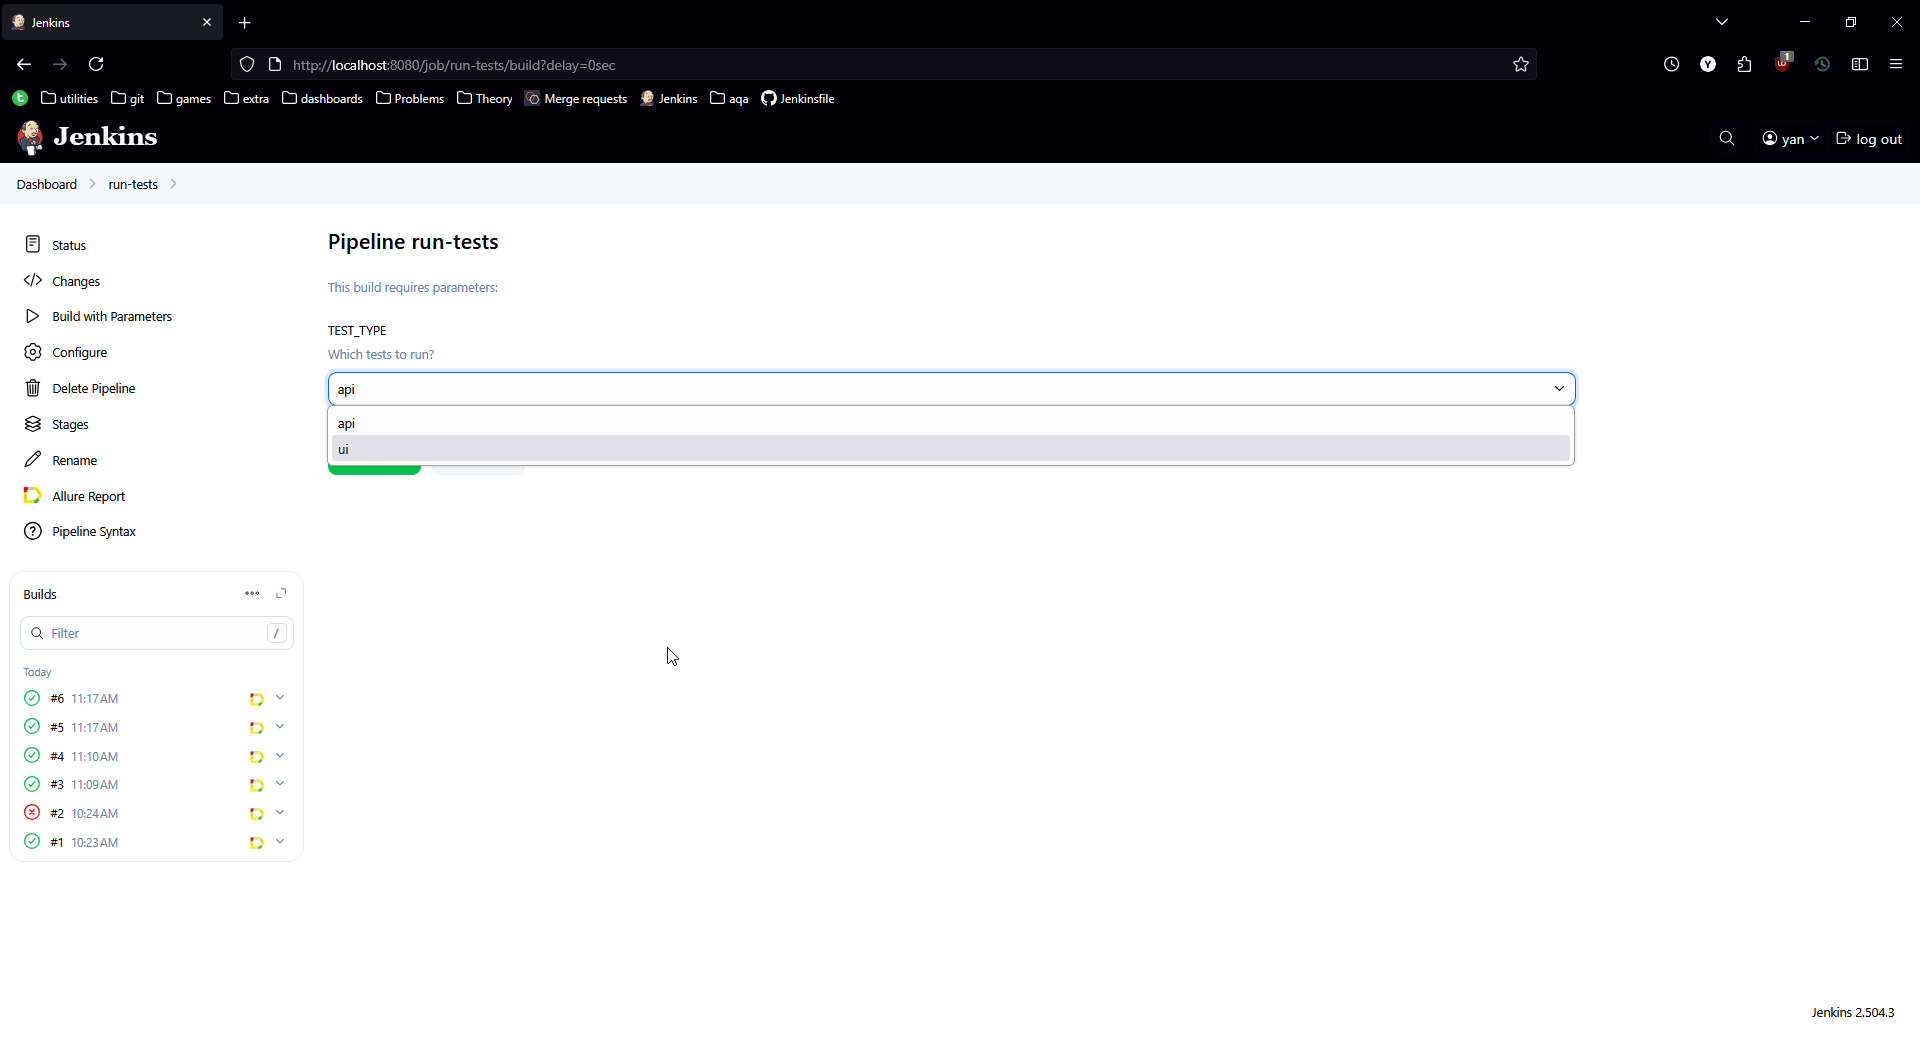 Jenkins
http://localhost:8080/job/run-tests/build?delay=0sec
1
Y
utilities git games extra dashboards Problems Theory Merge requests Jenkins aqa Jenkinsfile
Jenkins
yan log out
Dashboard run-tests
Status
Changes
Build with Parameters
Configure
Delete Pipeline
Stages
Rename
Allure Report
Pipeline Syntax
Pipeline run-tests
This build requires parameters:
TEST_TYPE
Which tests to run?
api
api
ui
Builds
Filter /
Today
#6 11:17 AM
#5 11:17 AM
#4 11:10 AM
#3 11:09 AM
#2 10:24 AM
#1 10:23 AM
Jenkins 2.504.3